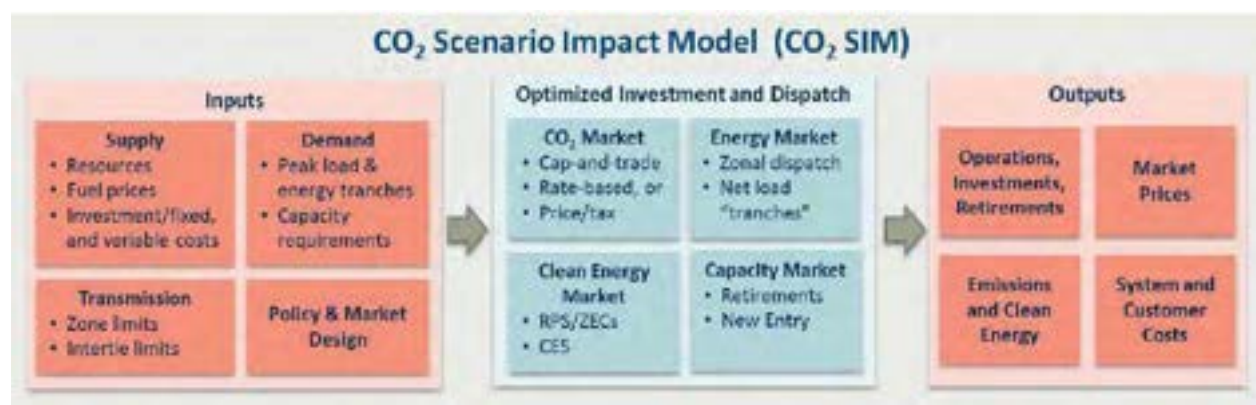 CO₂ Scenario Impact Model (CO₂ SIM)
Inputs
Supply
• Resources
• Fuel prices
• Investment/fixed,
and variable costs
Demand
• Peak load &
energy tranches
• Capacity
requirements
Transmission
• Zone limits
• Intertie limits
Policy & Market
Design
Optimized Investment and Dispatch
CO₂ Market
• Cap-and-trade
• Rate-based, or
• Price/tax
Energy Market
• Zonal dispatch
• Net load
"tranches"
Clean Energy
Market
• RPS/ZECs
• CES
Capacity Market
• Retirements
• New Entry
Outputs
Operations,
Investments,
Retirements
Market
Prices
Emissions
and Clean
Energy
System and
Customer
Costs